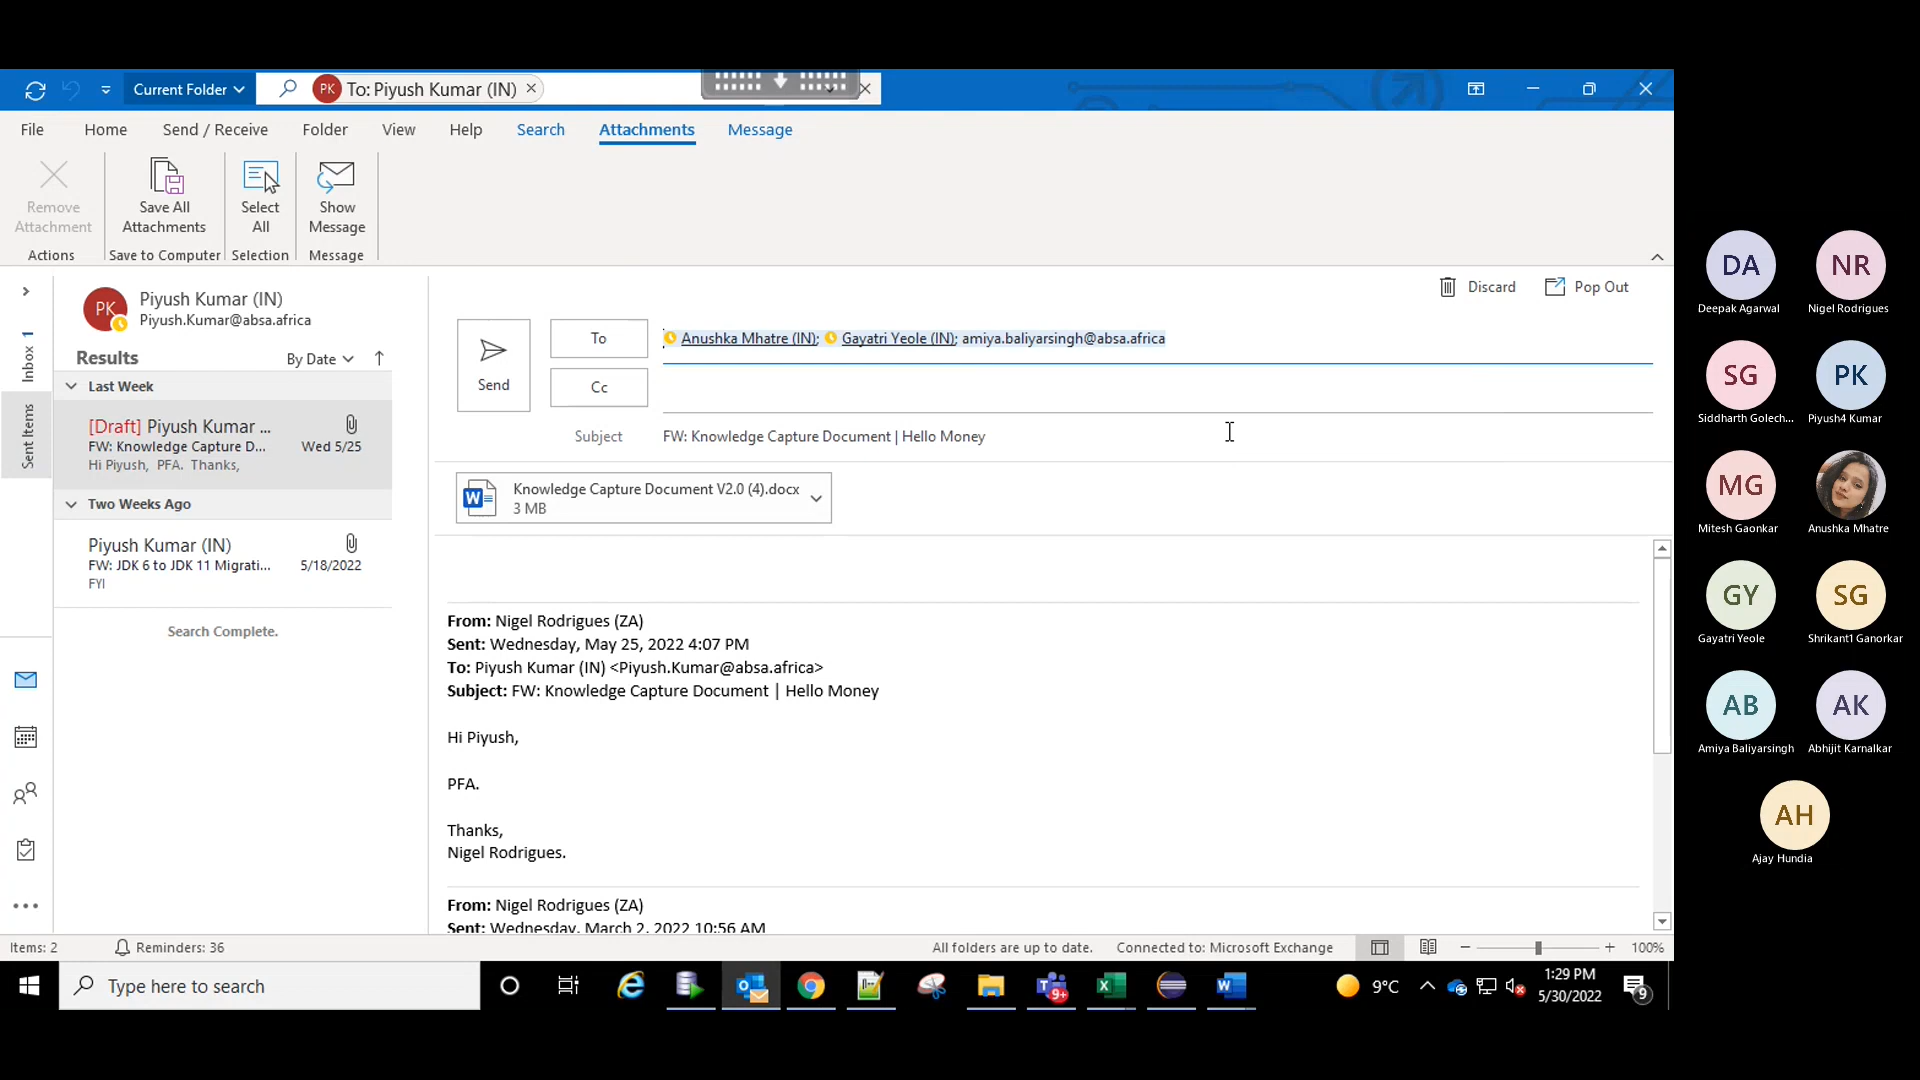 Current Folder
PK To: Piyush Kumar (IN)
File Home Send / Receive Folder View Help Search Attachments Message
Remove Attachment
Save All Attachments
Select All
Show Message
Actions Save to Computer Selection Message
Inbox 1
Sent Items
PK
Piyush Kumar (IN)
Piyush.Kumar@absa.africa
Results By Date
Last Week
[Draft] Piyush Kumar ...
FW: Knowledge Capture D... Wed 5/25
Hi Piyush, PFA. Thanks,
Two Weeks Ago
Piyush Kumar (IN)
FW: JDK 6 to JDK 11 Migrati... 5/18/2022
FYI
Search Complete.
Discard Pop Out
Send
To Anushka Mhatre (IN); Gayatri Yeole (IN); amiya.baliyarsingh@absa.africa
Cc
Subject FW: Knowledge Capture Document | Hello Money
Knowledge Capture Document V2.0 (4).docx
3 MB
From: Nigel Rodrigues (ZA)
Sent: Wednesday, May 25, 2022 4:07 PM
To: Piyush Kumar (IN) <Piyush.Kumar@absa.africa>
Subject: FW: Knowledge Capture Document | Hello Money
Hi Piyush,
PFA.
Thanks,
Nigel Rodrigues.
From: Nigel Rodrigues (ZA)
Sent: Wednesday, March 2, 2022 10:56 AM
Items: 2 Reminders: 36 All folders are up to date. Connected to: Microsoft Exchange 100%
Type here to search
9+
9°C
1:29 PM
5/30/2022
9
DA NR
Deepak Agarwal Nigel Rodrigues
SG PK
Siddharth Golech... Piyush4 Kumar
MG
Mitesh Gaonkar Anushka Mhatre
GY SG
Gayatri Yeole Shrikant1 Ganorkar
AB AK
Amiya Baliyarsingh Abhijit Karnalkar
AH
Ajay Hundia